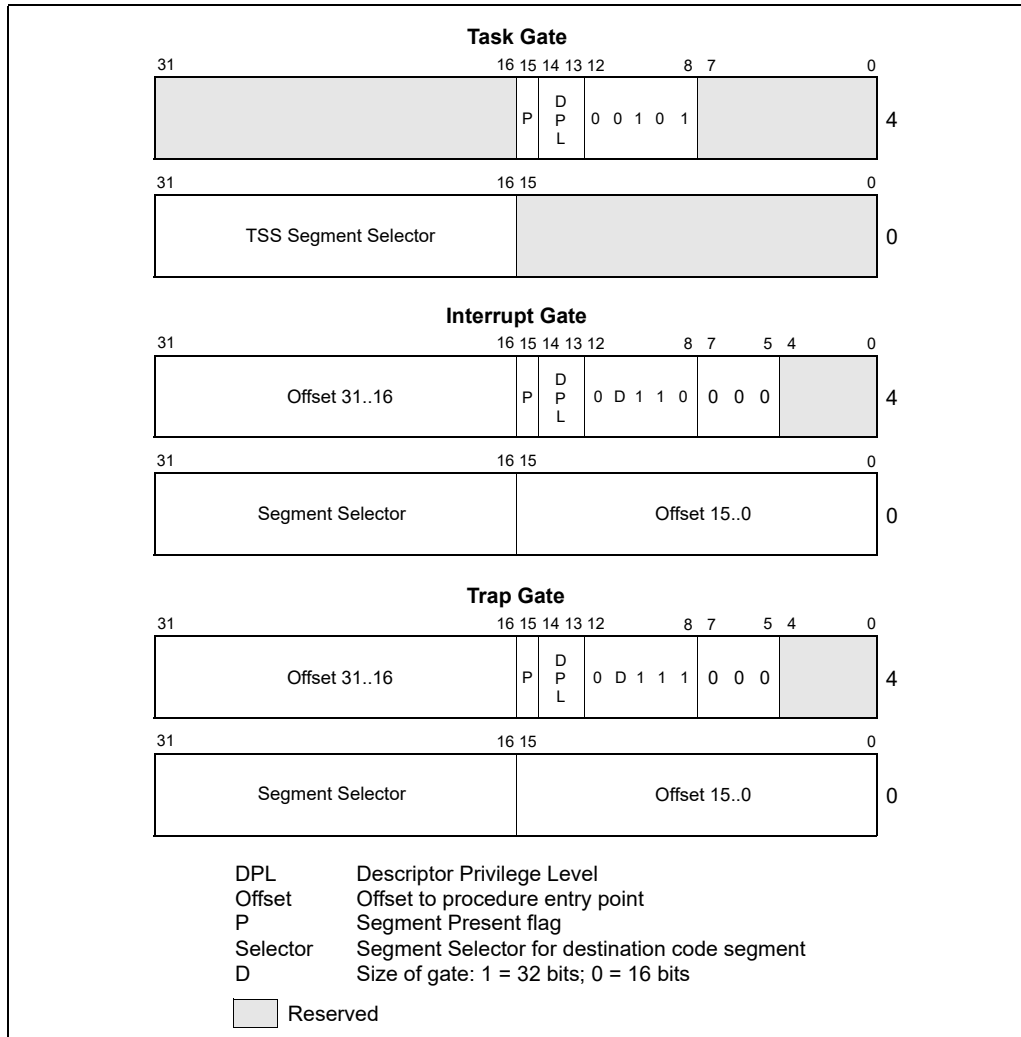 Task Gate
31 16 15 14 13 12 8 7 0
P D P L 0 0 1 0 1 4
31 16 15 0
TSS Segment Selector 0
Interrupt Gate
31 16 15 14 13 12 8 7 5 4 0
Offset 31..16 P D P L 0 D 1 1 0 0 0 0 4
31 16 15 0
Segment Selector Offset 15..0 0
Trap Gate
31 16 15 14 13 12 8 7 5 4 0
Offset 31..16 P D P L 0 D 1 1 1 0 0 0 4
31 16 15 0
Segment Selector Offset 15..0 0
DPL Descriptor Privilege Level
Offset Offset to procedure entry point
P Segment Present flag
Selector Segment Selector for destination code segment
D Size of gate: 1 = 32 bits; 0 = 16 bits
Reserved